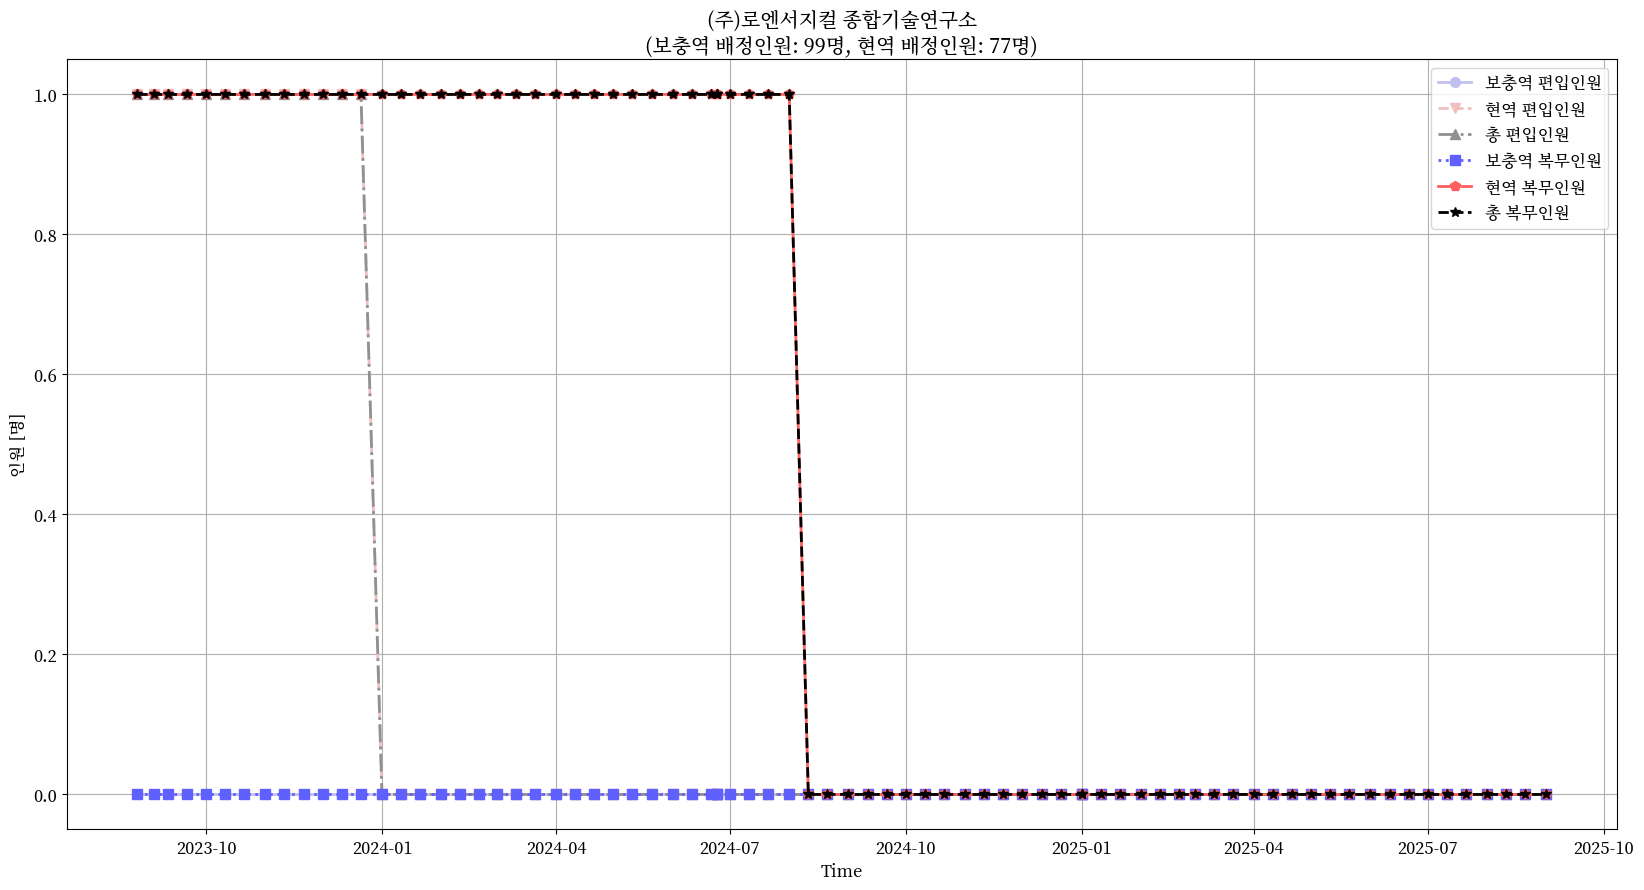 (주)로엔서지컬 종합기술연구소
(보충역 배정인원: 99명, 현역 배정인원: 77명)
보충역 편입인원
현역 편입인원
총 편입인원
보충역 복무인원
현역 복무인원
총 복무인원
인원 [명]
1.0
0.8
0.6
0.4
0.2
0.0
2023-10
2024-01
2024-04
2024-07
2024-10
2025-01
2025-04
2025-07
2025-10
Time